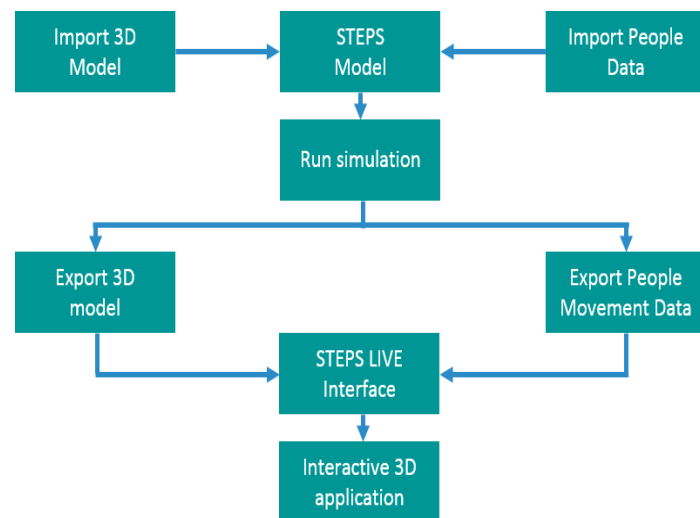 Import 3D
Model
STEPS
Model
Import People
Data
Run simulation
Export 3D
model
Export People
Movement Data
STEPS LIVE
Interface
Interactive 3D
application